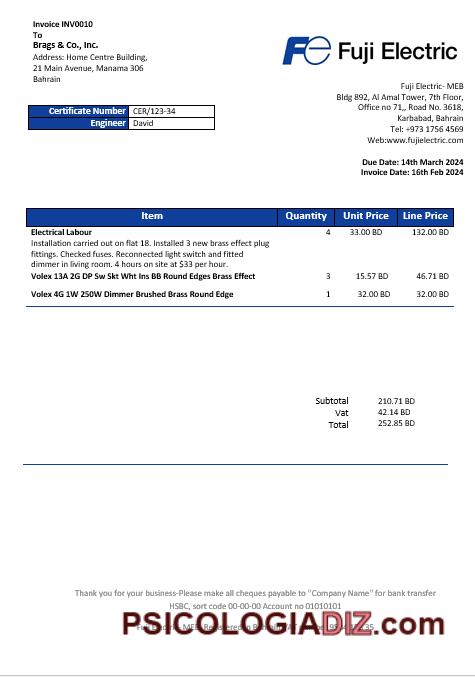 Invoice INV0010
To
Brags & Co., Inc.
Address: Home Centre Building,
21 Main Avenue, Manama 306
Bahrain
Fuji Electric
Fuji Electric- MEB
Bldg 892, Al Amal Tower, 7th Floor,
Office no 71,, Road No. 3618,
Karbabad, Bahrain
Tel: +973 1756 4569
Web:www.fujielectric.com
Certificate Number CER/123-34
Engineer David
Due Date: 14th March 2024
Invoice Date: 16th Feb 2024
Item Quantity Unit Price Line Price
Electrical Labour 4 33.00 BD 132.00 BD
Installation carried out on flat 18. Installed 3 new brass effect plug
fittings. Checked fuses. Reconnected light switch and fitted
dimmer in living room. 4 hours on site at $33 per hour.
Volex 13A 2G DP Sw Skt Wht Ins BB Round Edges Brass Effect 3 15.57 BD 46.71 BD
Volex 4G 1W 250W Dimmer Brushed Brass Round Edge 1 32.00 BD 32.00 BD
Subtotal 210.71 BD
Vat 42.14 BD
Total 252.85 BD
Thank you for your business-Please make all cheques payable to "Company Name" for bank transfer
HSBC, sort code 00-00-00 Account no 01010101
PSICOLOGIADIZ.com